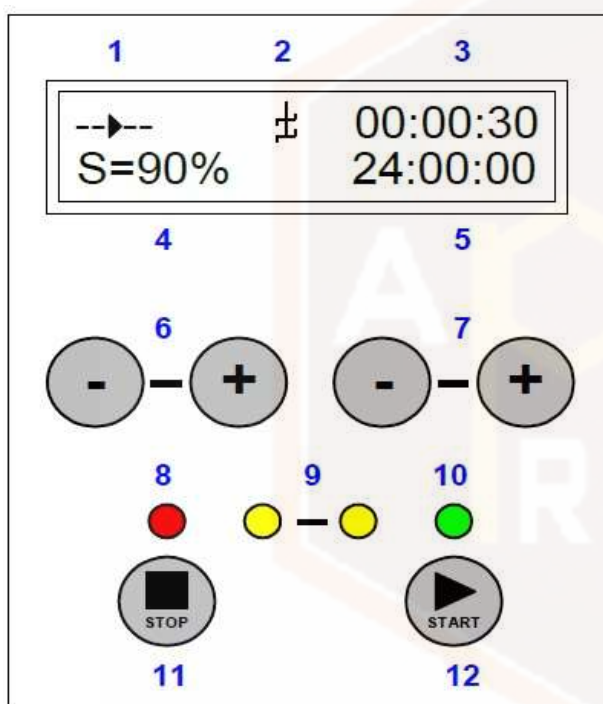 1 2 3
--▶-- 00:00:30
S=90% 24:00:00
4 5
6 7
- – + - – +
8 9 10
–
STOP START
11 12
A
R